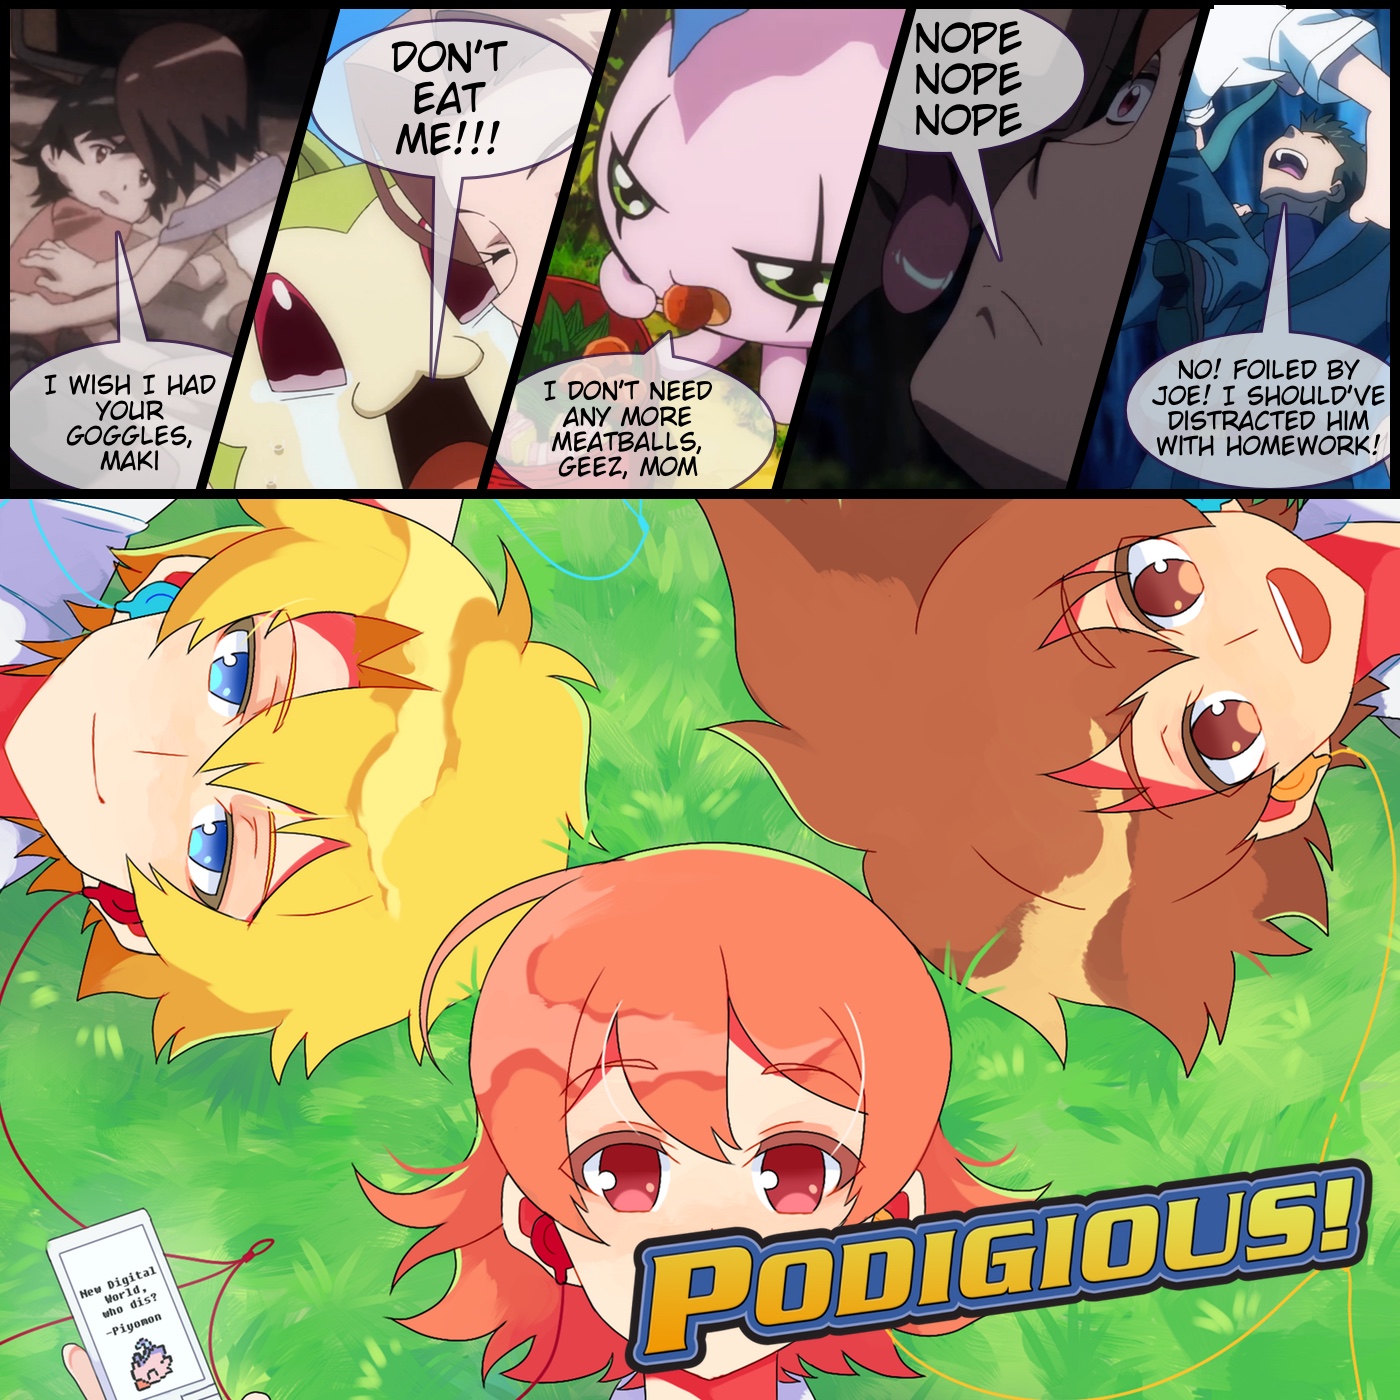 DON'T
EAT
ME!!!
NOPE
NOPE
NOPE
I WISH I HAD
YOUR
GOGGLES,
MAKI
I DON'T NEED
ANY MORE
MEATBALLS,
GEEZ, MOM
NO! FOILED BY
JOE! I SHOULD'VE
DISTRACTED HIM
WITH HOMEWORK!
PODIGIOUS!
New Digital
World,
who dis?
-Piyomon